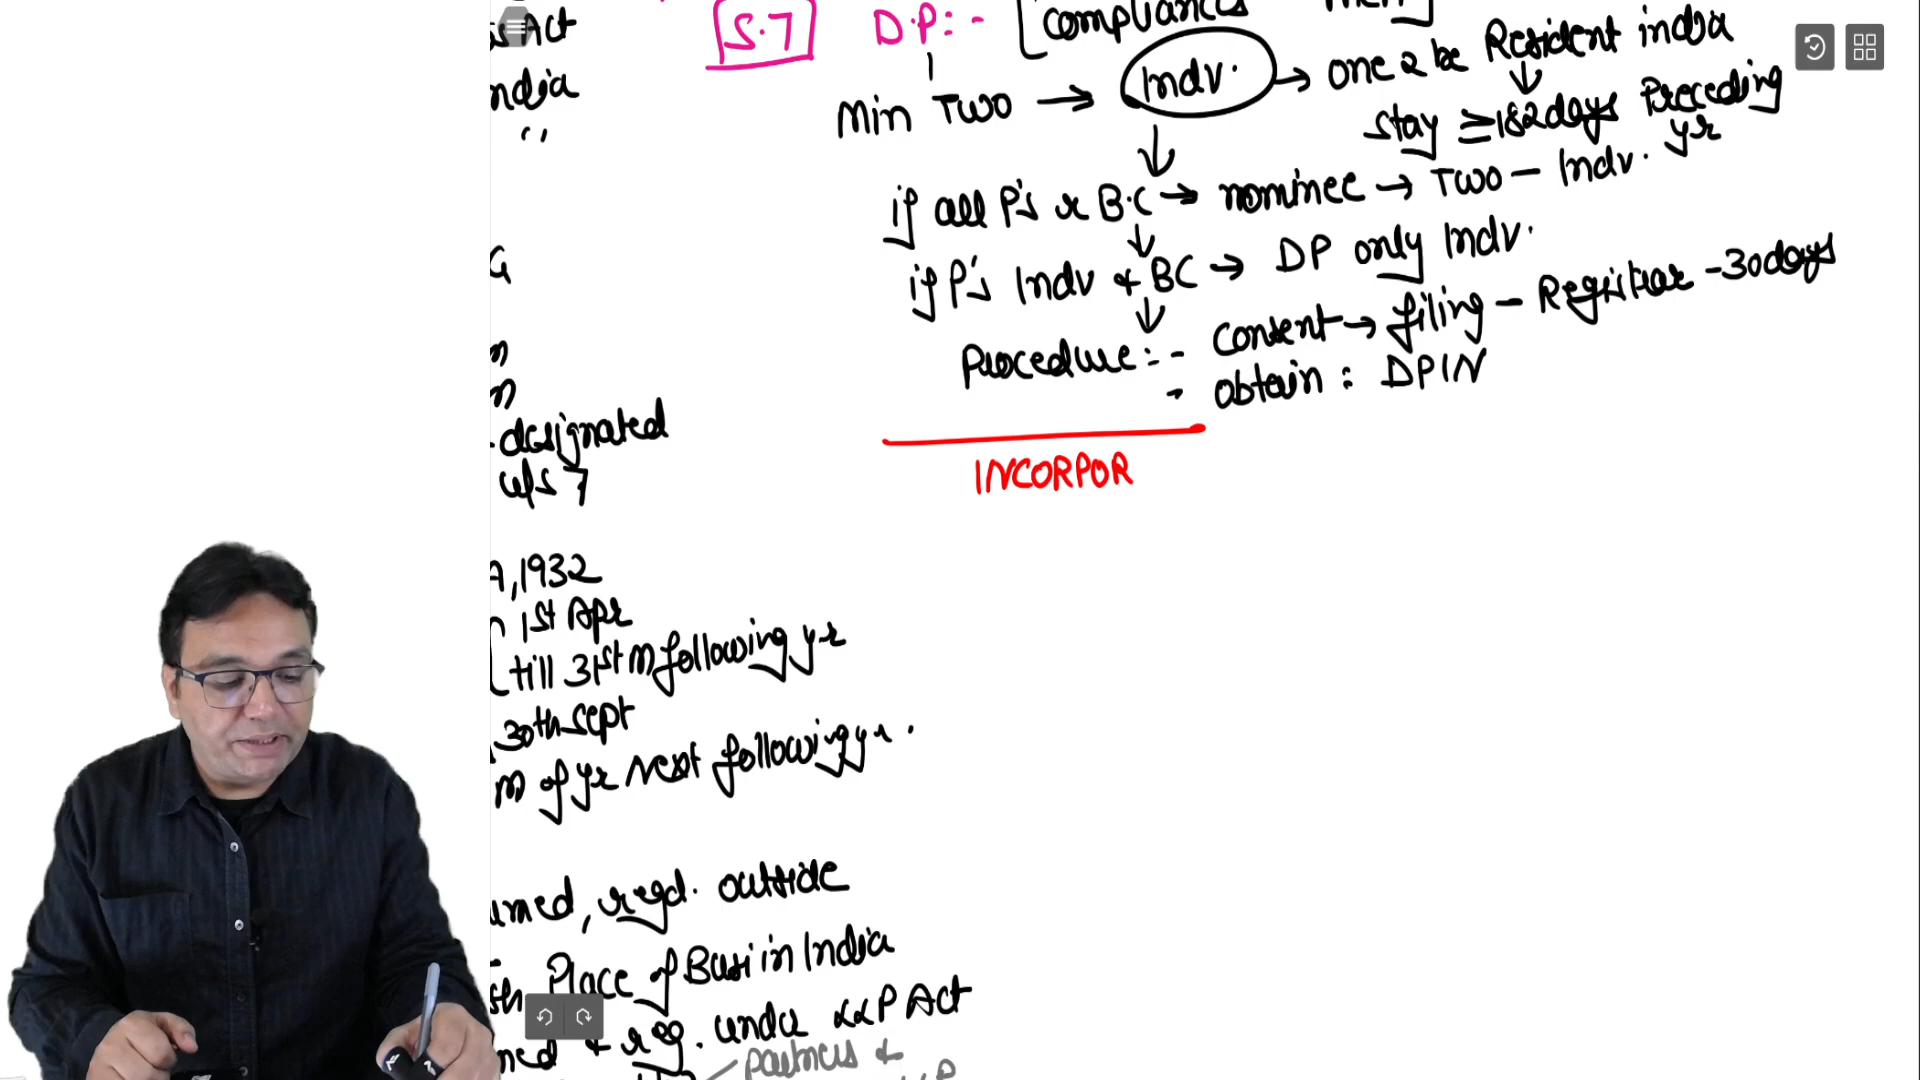 s Act
S.7 D.P:- [compliances
ndia
"
Min Two → Indv. → one 2 be Resident india
stay ≥182days Preceding yr
if all P's r B.C → nominee → Two - Indv.
if P's Indv + BC → DP only Indv.
Procedure:- consent → filing - Registrar - 30days
- obtain: DPIN
INCORPOR
designated
u/s 7
A, 1932
1st Apr
till 31st M following yr
30th Sept
M of yr next following yr.
rmed, regd. outside
Place of Busi in India
med + reg. under LLP Act
partners &